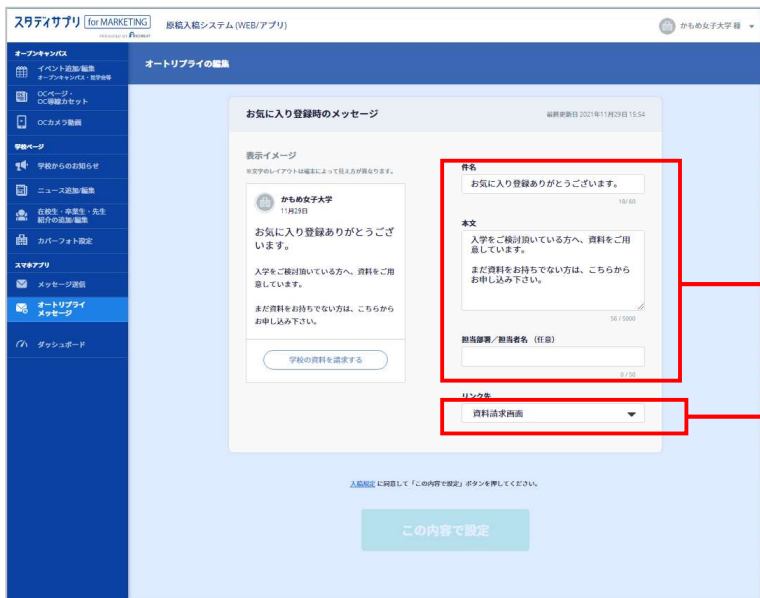 スタディサプリ for MARKETING
PRODUCED BY RECRUIT
原稿入稿システム (WEB/アプリ)
かもめ女子大学 様
オープンキャンパス
イベント追加/編集
オープンキャンパス・見学会等
OCページ・
OC導線カセット
OCカメラ動画
学校ページ
学校からのお知らせ
ニュース追加/編集
在校生・卒業生・先生
紹介の追加/編集
カバーフォト設定
スマホアプリ
メッセージ送信
オートリプライ
メッセージ
ダッシュボード
オートリプライの編集
お気に入り登録時のメッセージ
最終更新日 2021年11月29日 15:54
表示イメージ
※文字のレイアウトは端末によって見え方が異なります。
かもめ女子大学
11月29日
お気に入り登録ありがとうござ
います。
入学をご検討頂いている方へ、資料をご用
意しています。
まだ資料をお持ちでない方は、こちらから
お申し込み下さい。
学校の資料を請求する
件名
お気に入り登録ありがとうございます。
18/ 60
本文
入学をご検討頂いている方へ、資料をご用
意しています。
まだ資料をお持ちでない方は、こちらから
お申し込み下さい。
56 / 5000
担当部署／担当者名 （任意）
0 / 50
リンク先
資料請求画面
入稿規定 に同意して「この内容で設定」ボタンを押してください。
この内容で設定